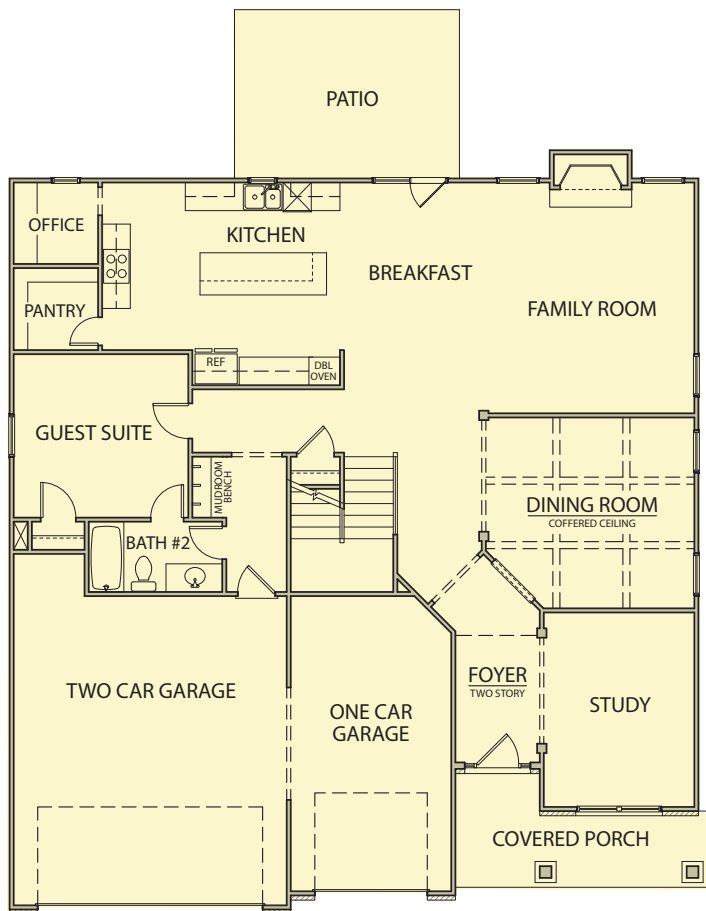 PATIO
OFFICE
KITCHEN
BREAKFAST
PANTRY
FAMILY ROOM
REF
DBL
OVEN
GUEST SUITE
MUDROOM
BENCH
DINING ROOM
COFFERED CEILING
BATH #2
TWO CAR GARAGE
ONE CAR
GARAGE
FOYER
TWO STORY
STUDY
COVERED PORCH